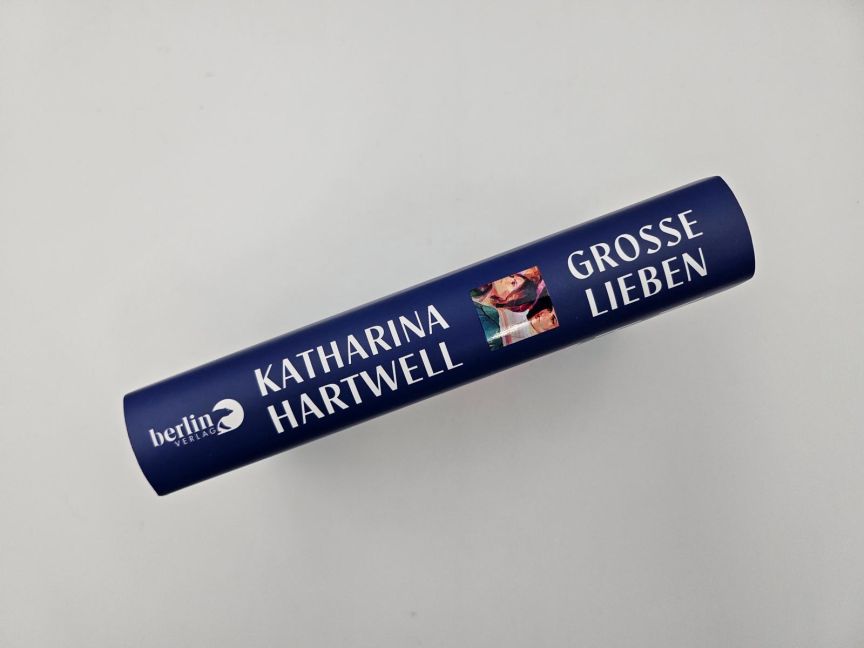 berlin
VERLAG
KATHARINA
HARTWELL
GROSSE
LIEBEN